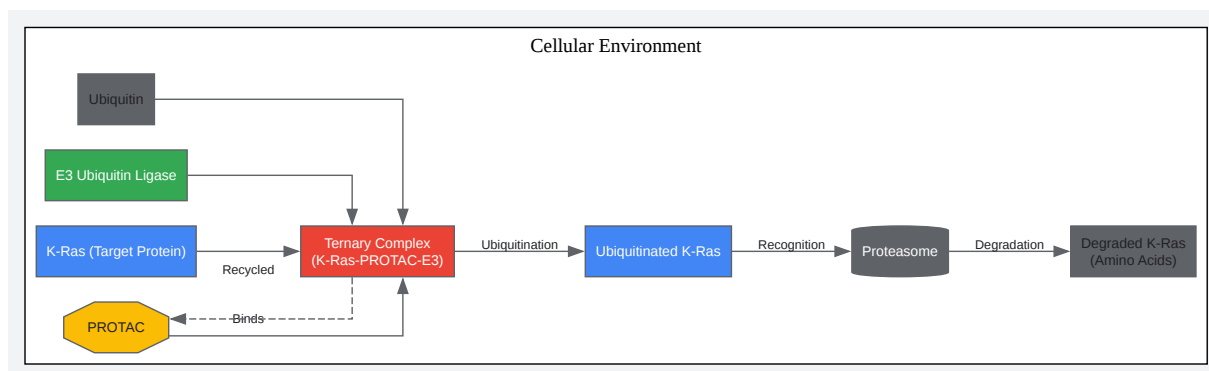 Cellular Environment
Ubiquitin
E3 Ubiquitin Ligase
K-Ras (Target Protein)
Recycled
Ternary Complex
(K-Ras-PROTAC-E3)
Ubiquitination
Ubiquitinated K-Ras
Recognition
Proteasome
Degradation
Degraded K-Ras
(Amino Acids)
PROTAC
Binds